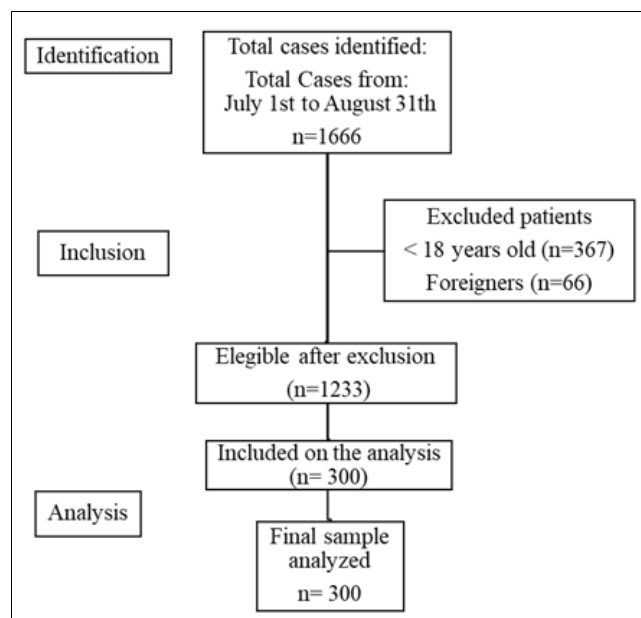 Identification
Total cases identified:
Total Cases from:
July 1st to August 31th
n=1666
Inclusion
Excluded patients
< 18 years old (n=367)
Foreigners (n=66)
Elegible after exclusion
(n=1233)
Included on the analysis
(n= 300)
Analysis
Final sample
analyzed
n= 300